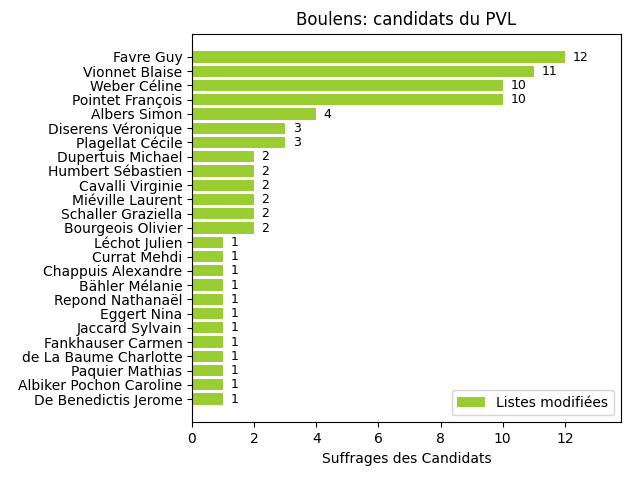 Boulens: candidats du PVL
Favre Guy 12
Vionnet Blaise 11
Weber Céline 10
Pointet François 10
Albers Simon 4
Diserens Véronique 3
Plagellat Cécile 3
Dupertuis Michael 2
Humbert Sébastien 2
Cavalli Virginie 2
Miéville Laurent 2
Schaller Graziella 2
Bourgeois Olivier 2
Léchot Julien 1
Currat Mehdi 1
Chappuis Alexandre 1
Bähler Mélanie 1
Repond Nathanaël 1
Eggert Nina 1
Jaccard Sylvain 1
Fankhauser Carmen 1
de La Baume Charlotte 1
Paquier Mathias 1
Albiker Pochon Caroline 1
De Benedictis Jerome 1
Listes modifiées
0 2 4 6 8 10 12
Suffrages des Candidats